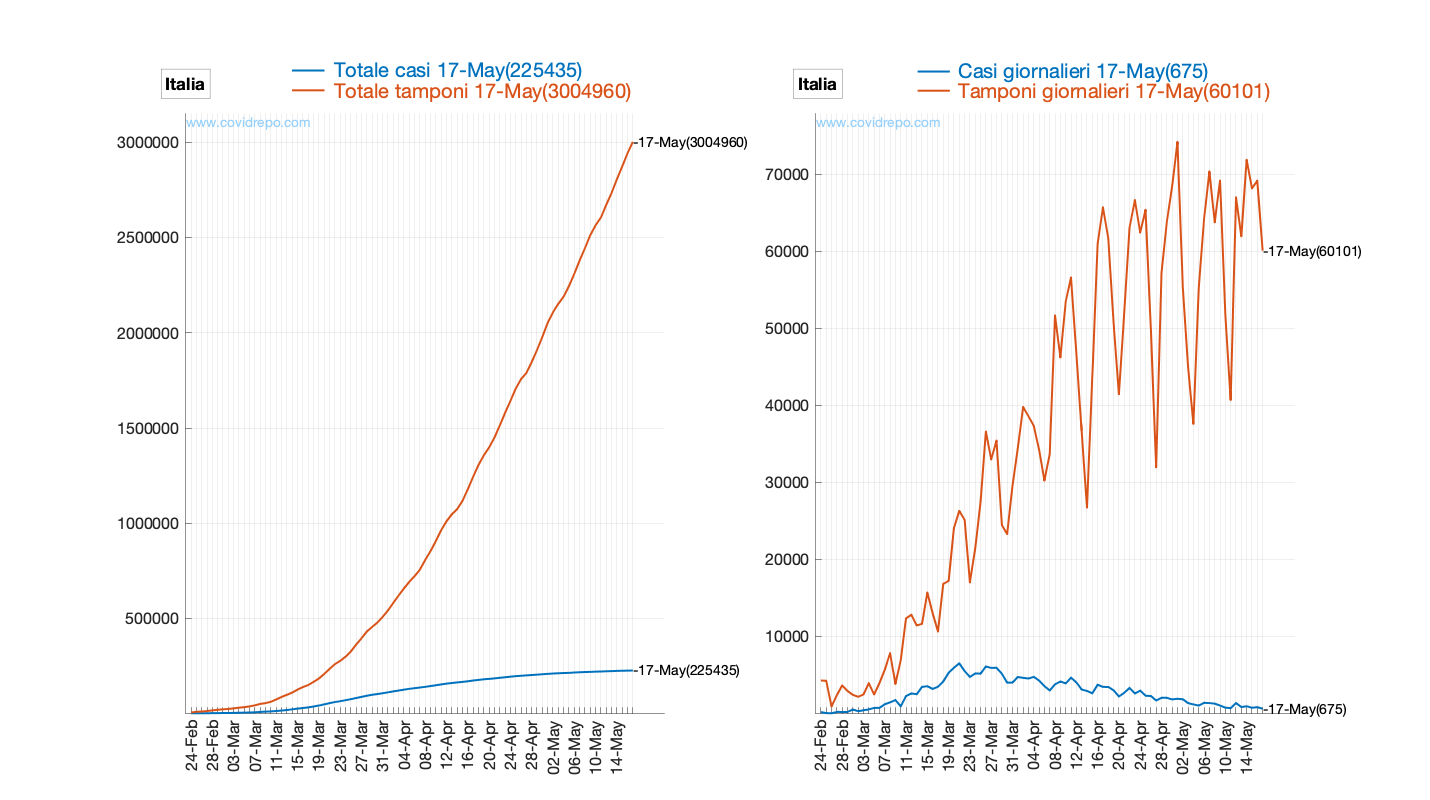 Italia
Totale casi 17-May(225435)
Totale tamponi 17-May(3004960)
www.covidrepo.com
3000000
2500000
2000000
1500000
1000000
500000
-17-May(3004960)
-17-May(225435)
24-Feb
28-Feb
03-Mar
07-Mar
11-Mar
15-Mar
19-Mar
23-Mar
27-Mar
31-Mar
04-Apr
08-Apr
12-Apr
16-Apr
20-Apr
24-Apr
28-Apr
02-May
06-May
10-May
14-May
Italia
Casi giornalieri 17-May(675)
Tamponi giornalieri 17-May(60101)
www.covidrepo.com
70000
60000
50000
40000
30000
20000
10000
-17-May(60101)
-17-May(675)
24-Feb
28-Feb
03-Mar
07-Mar
11-Mar
15-Mar
19-Mar
23-Mar
27-Mar
31-Mar
04-Apr
08-Apr
12-Apr
16-Apr
20-Apr
24-Apr
28-Apr
02-May
06-May
10-May
14-May